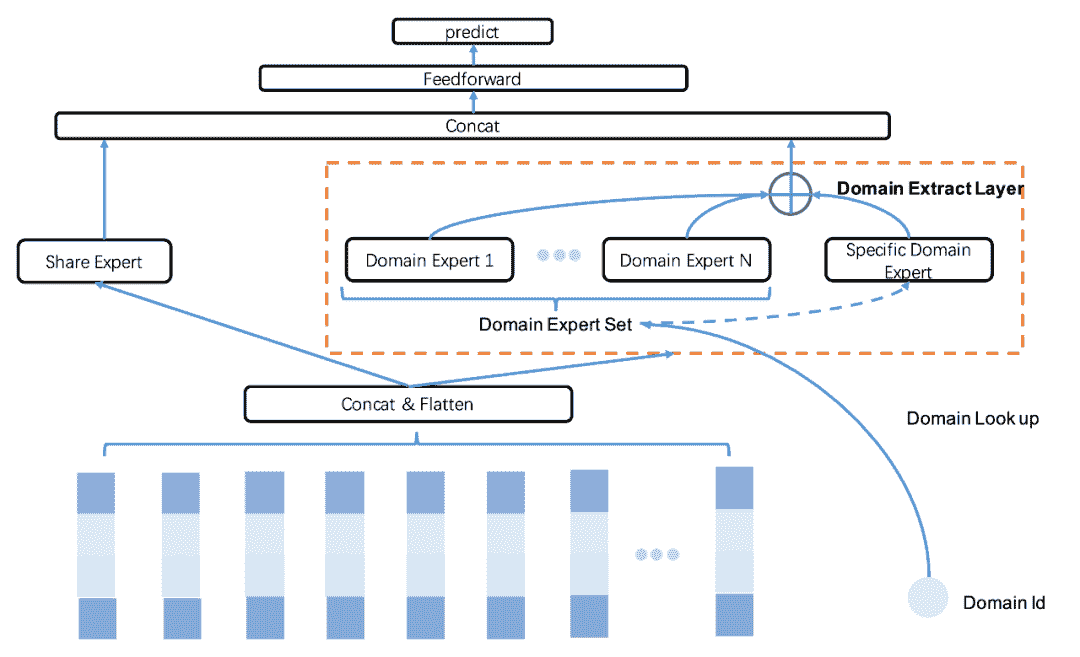 predict
Feedforward
Concat
Domain Extract Layer
Share Expert
Domain Expert 1
Domain Expert N
Specific Domain
Expert
Domain Expert Set
Concat & Flatten
Domain Look up
Domain Id